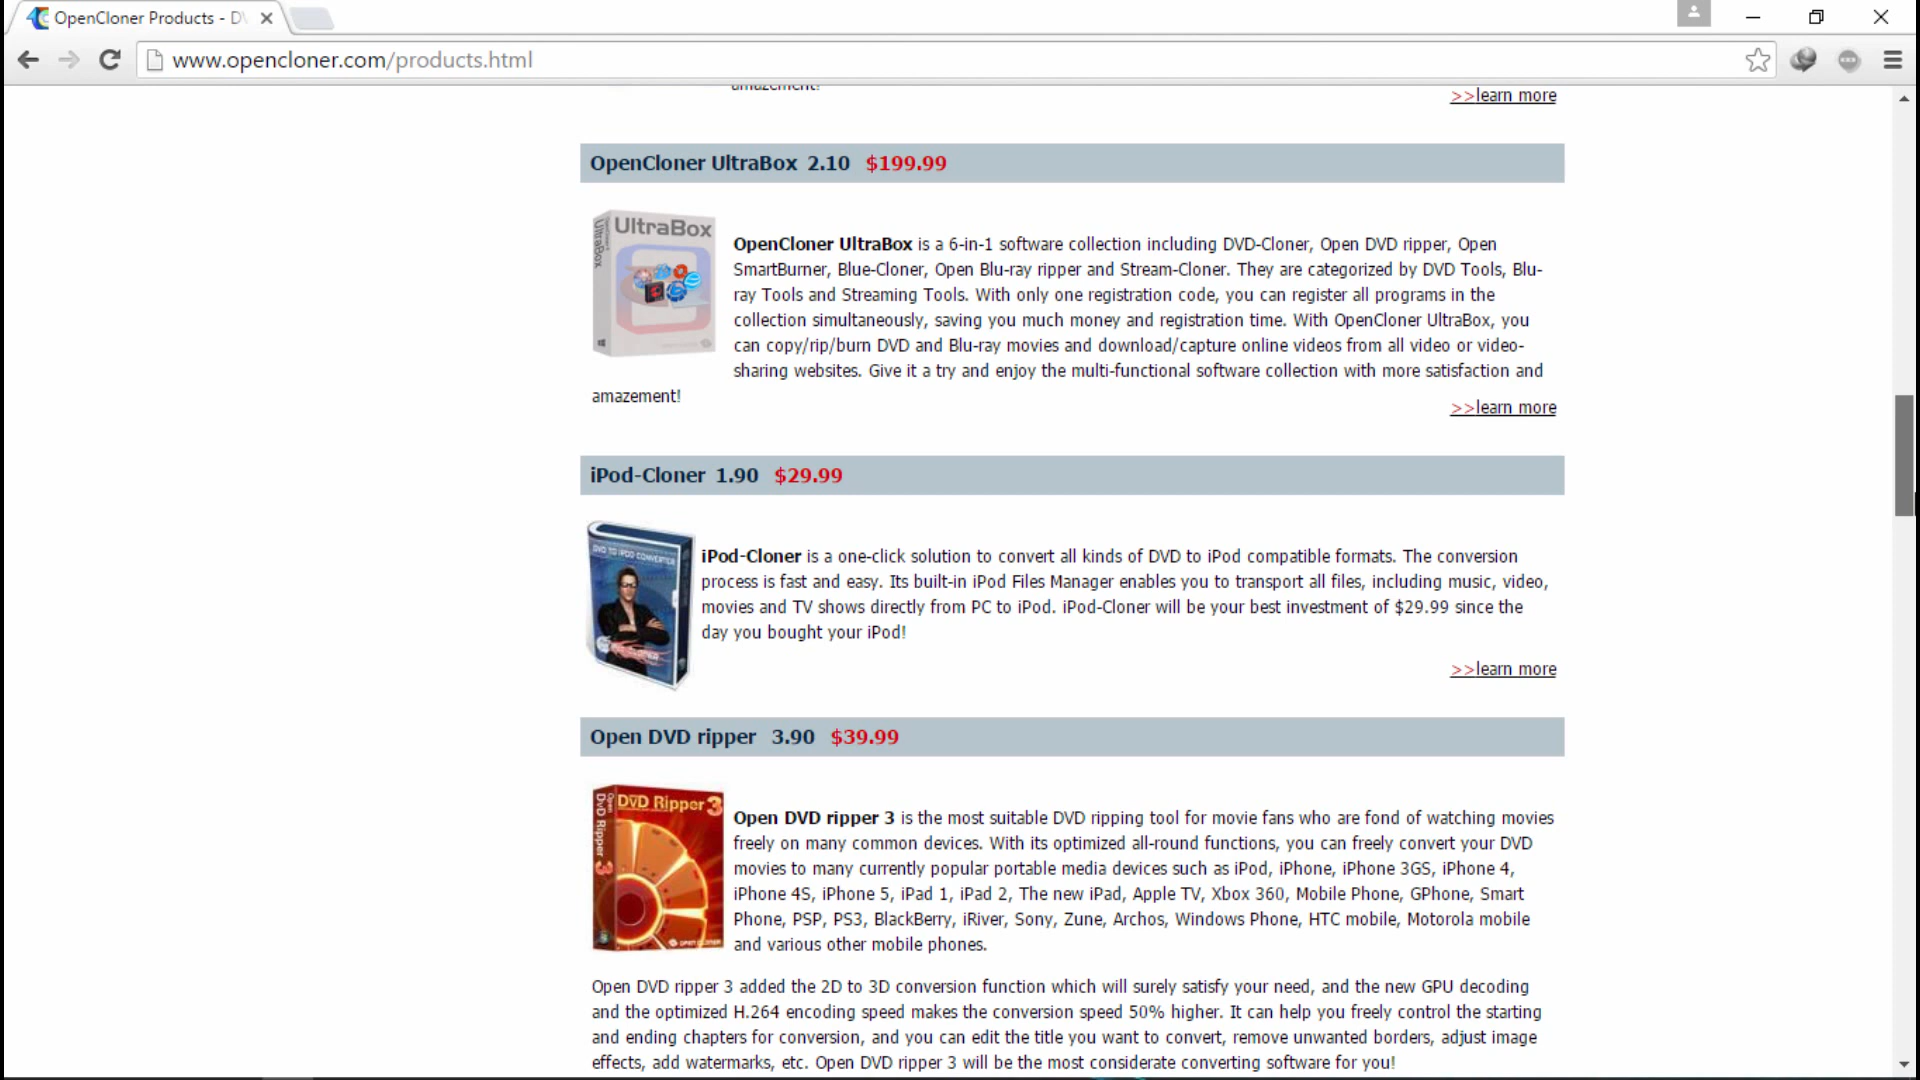 OpenCloner Products - DV
www.opencloner.com/products.html
amazement!
>>learn more
OpenCloner UltraBox 2.10 $199.99
UltraBox
UltraBox
OpenCloner UltraBox is a 6-in-1 software collection including DVD-Cloner, Open DVD ripper, Open
SmartBurner, Blue-Cloner, Open Blu-ray ripper and Stream-Cloner. They are categorized by DVD Tools, Blu-
ray Tools and Streaming Tools. With only one registration code, you can register all programs in the
collection simultaneously, saving you much money and registration time. With OpenCloner UltraBox, you
can copy/rip/burn DVD and Blu-ray movies and download/capture online videos from all video or video-
sharing websites. Give it a try and enjoy the multi-functional software collection with more satisfaction and
amazement!
>>learn more
iPod-Cloner 1.90 $29.99
DVD TO IPOD CONVERTER
iPod-Cloner is a one-click solution to convert all kinds of DVD to iPod compatible formats. The conversion
process is fast and easy. Its built-in iPod Files Manager enables you to transport all files, including music, video,
movies and TV shows directly from PC to iPod. iPod-Cloner will be your best investment of $29.99 since the
day you bought your iPod!
>>learn more
Open DVD ripper 3.90 $39.99
DVD Ripper 3
Open DVD Ripper 3
OPEN CLONER
Open DVD ripper 3 is the most suitable DVD ripping tool for movie fans who are fond of watching movies
freely on many common devices. With its optimized all-round functions, you can freely convert your DVD
movies to many currently popular portable media devices such as iPod, iPhone, iPhone 3GS, iPhone 4,
iPhone 4S, iPhone 5, iPad 1, iPad 2, The new iPad, Apple TV, Xbox 360, Mobile Phone, GPhone, Smart
Phone, PSP, PS3, BlackBerry, iRiver, Sony, Zune, Archos, Windows Phone, HTC mobile, Motorola mobile
and various other mobile phones.
Open DVD ripper 3 added the 2D to 3D conversion function which will surely satisfy your need, and the new GPU decoding
and the optimized H.264 encoding speed makes the conversion speed 50% higher. It can help you freely control the starting
and ending chapters for conversion, and you can edit the title you want to convert, remove unwanted borders, adjust image
effects, add watermarks, etc. Open DVD ripper 3 will be the most considerate converting software for you!